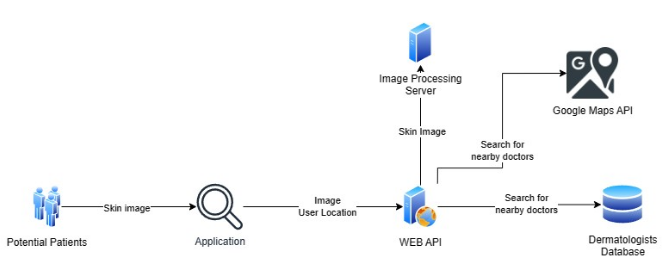 Image Processing
Server
G
Google Maps API
Skin Image
Search for
nearby doctors
Skin image
Image
User Location
Search for
nearby doctors
Potential Patients
Application
WEB API
Dermatologists
Database